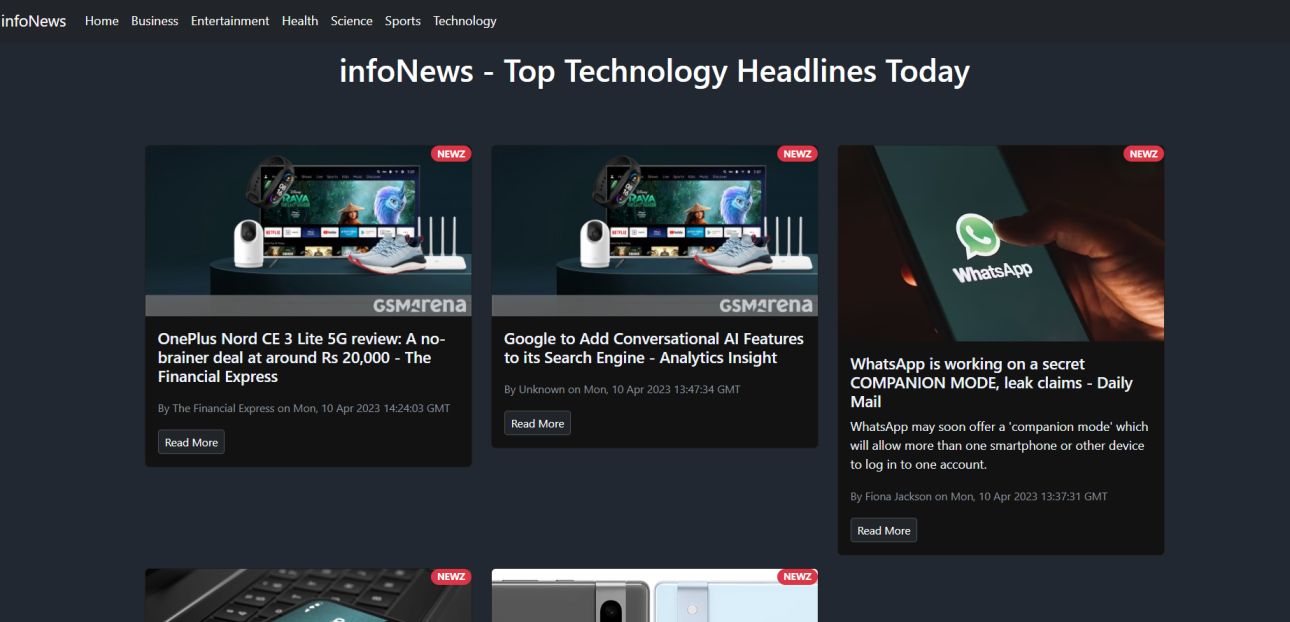 infoNews Home Business Entertainment Health Science Sports Technology
infoNews - Top Technology Headlines Today
NEWZ
RAYA
NETFLIX
GSMarena
OnePlus Nord CE 3 Lite 5G review: A no-
brainer deal at around Rs 20,000 - The
Financial Express
By The Financial Express on Mon, 10 Apr 2023 14:24:03 GMT
Read More
NEWZ
RAYA
NETFLIX
GSMarena
Google to Add Conversational AI Features
to its Search Engine - Analytics Insight
By Unknown on Mon, 10 Apr 2023 13:47:34 GMT
Read More
NEWZ
WhatsApp
WhatsApp is working on a secret
COMPANION MODE, leak claims - Daily
Mail
WhatsApp may soon offer a 'companion mode' which
will allow more than one smartphone or other device
to log in to one account.
By Fiona Jackson on Mon, 10 Apr 2023 13:37:31 GMT
Read More
NEWZ
NEWZ